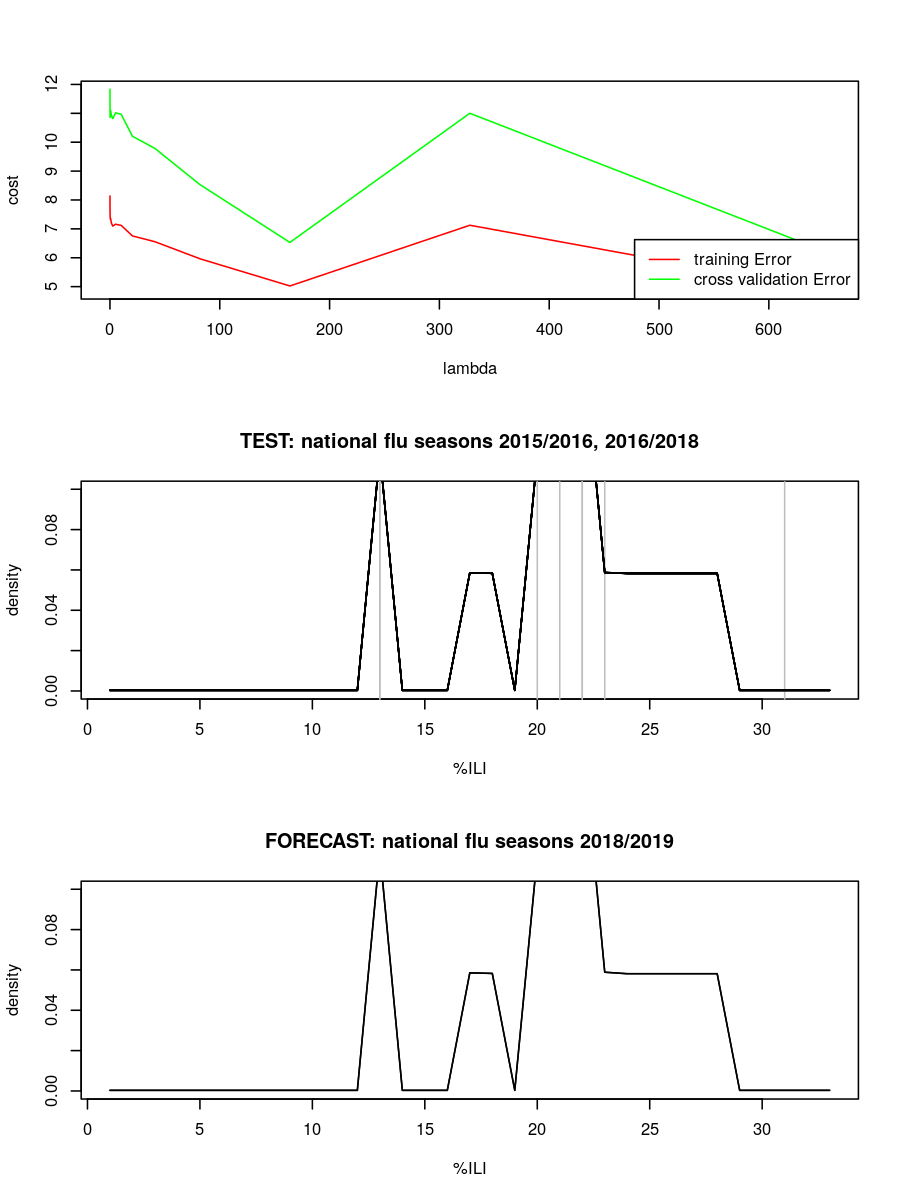 12
10
9
8
7
6
5
cost
training Error
cross validation Error
0 100 200 300 400 500 600
lambda
TEST: national flu seasons 2015/2016, 2016/2018
0.08
0.04
0.00
density
0 5 10 15 20 25 30
%ILI
FORECAST: national flu seasons 2018/2019
0.08
0.04
0.00
density
0 5 10 15 20 25 30
%ILI